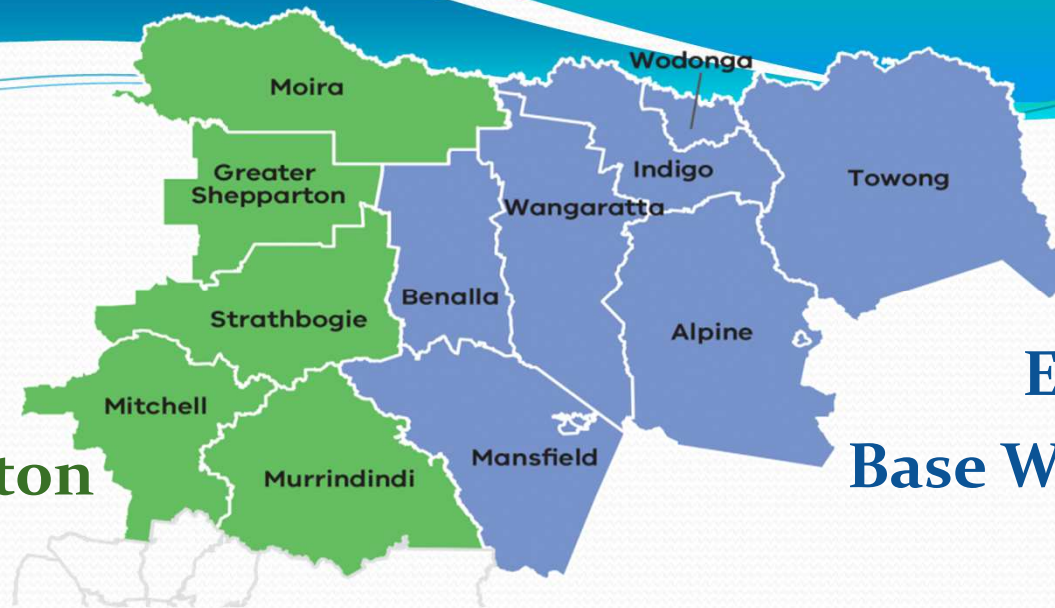 Wodonga
Moira
Greater
Shepparton
Indigo
Towong
Wangaratta
Benalla
Strathbogie
Alpine
Mitchell
Mansfield
Murrindindi
ton
E
Base W